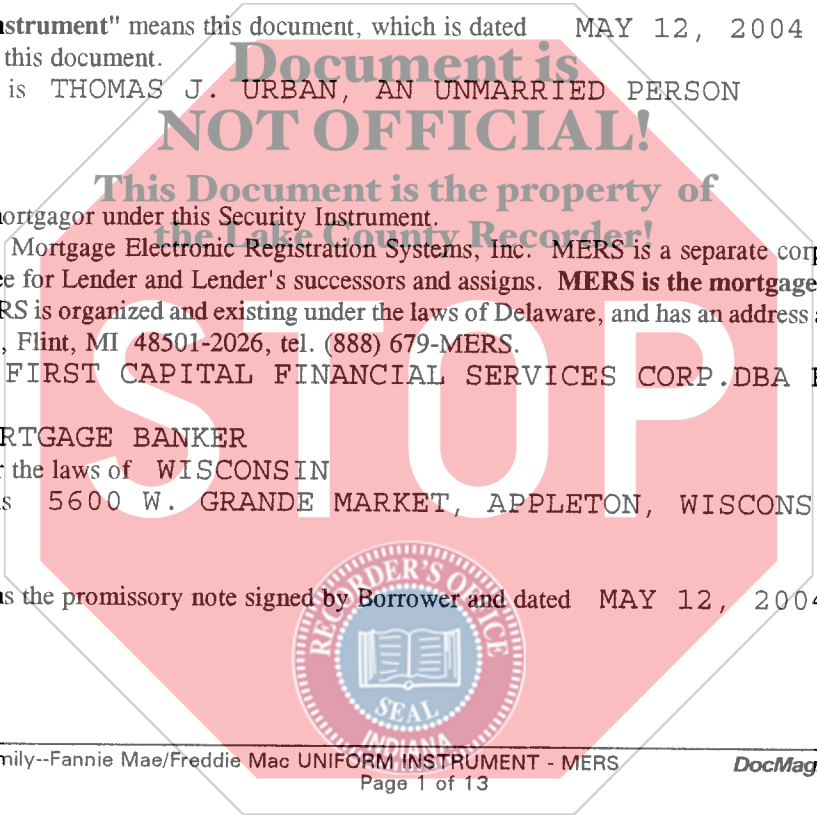 nstrument" means this document, which is dated MAY 12, 2004
this document.
Document is
is THOMAS J. URBAN, AN UNMARRIED PERSON
NOT OFFICIAL!
This Document is the property of
ortgagor under this Security Instrument.
the Lake County Recorder!
Mortgage Electronic Registration Systems, Inc. MERS is a separate corp
e for Lender and Lender's successors and assigns. MERS is the mortgage
RS is organized and existing under the laws of Delaware, and has an address a
, Flint, MI 48501-2026, tel. (888) 679-MERS.
FIRST CAPITAL FINANCIAL SERVICES CORP.DBA
STOP
RTGAGE BANKER
r the laws of WISCONSIN
s 5600 W. GRANDE MARKET, APPLETON, WISCONS
RECORDER'S OFFICE
ns the promissory note signed by Borrower and dated MAY 12, 2004
SEAL
INDIANA
mily--Fannie Mae/Freddie Mac UNIFORM INSTRUMENT - MERS DocMag
Page 1 of 13